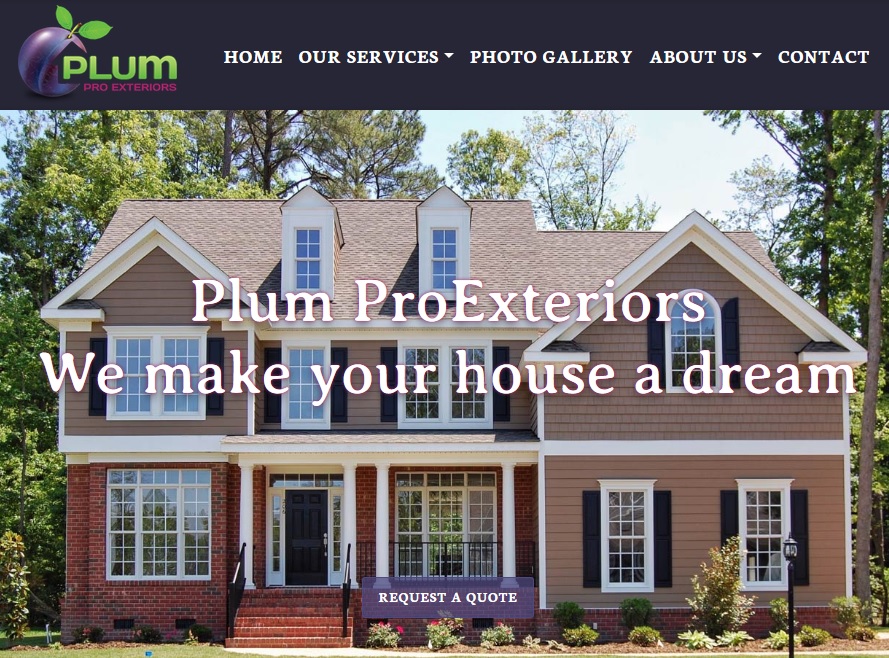 PLUM
PRO EXTERIORS
HOME OUR SERVICES PHOTO GALLERY ABOUT US CONTACT
Plum ProExteriors
We make your house a dream
REQUEST A QUOTE